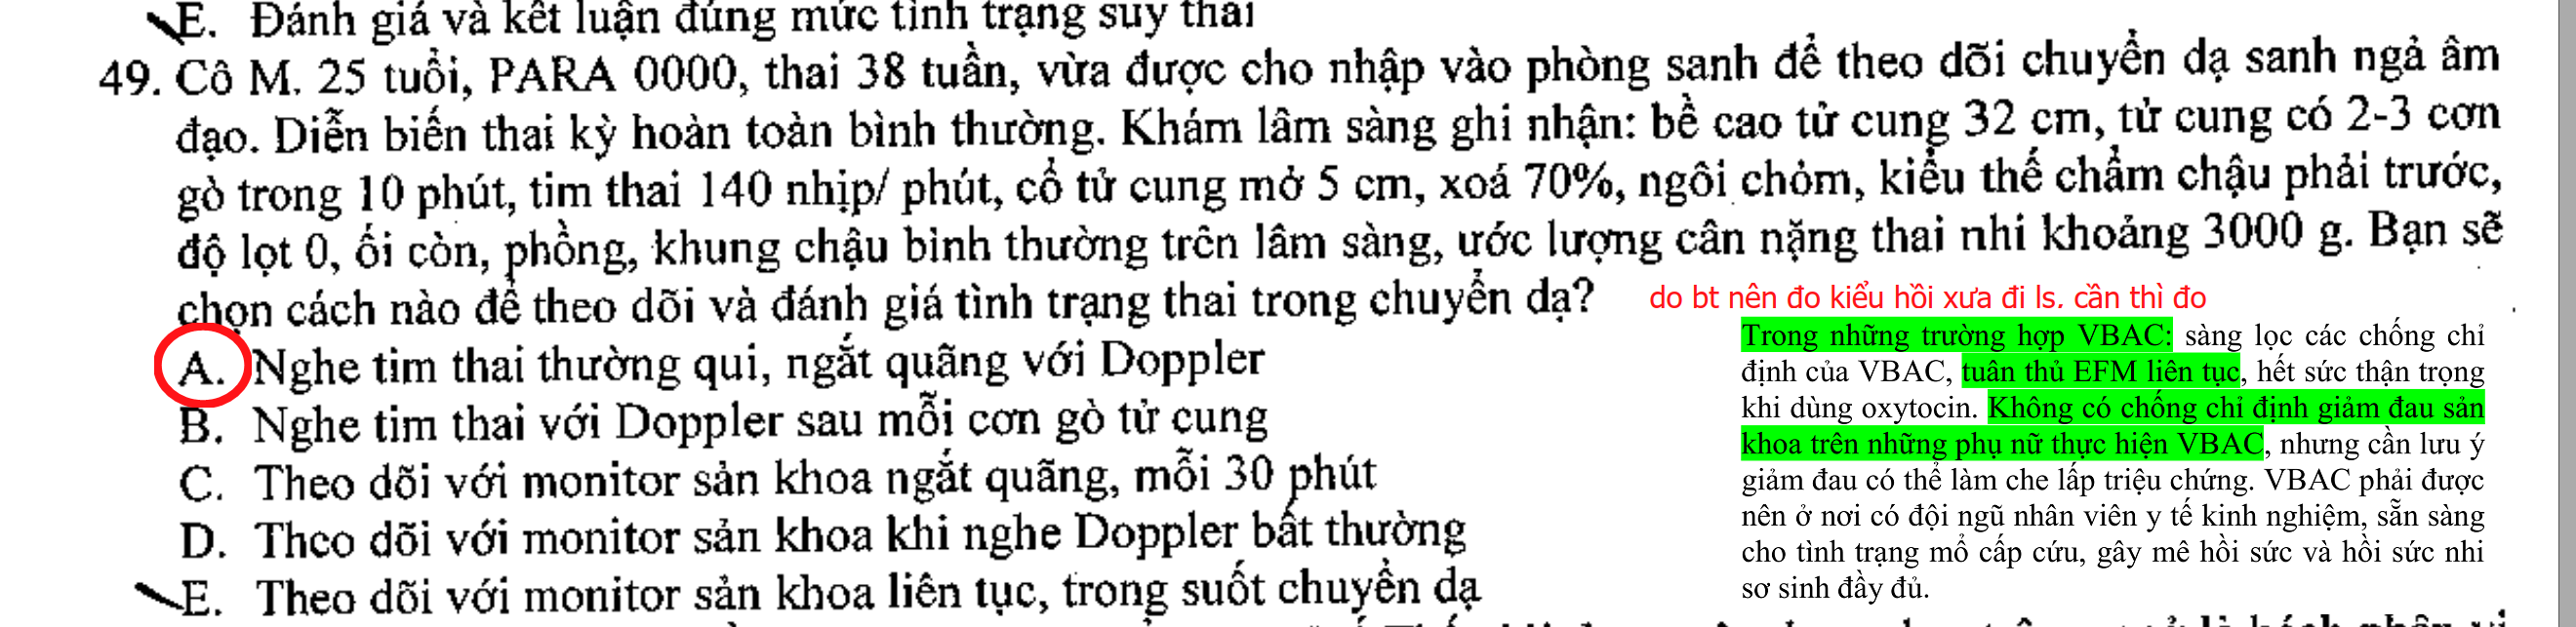 E. Đánh giá và kết luận đúng mức tình trạng suy thai
49. Cô M. 25 tuổi, PARA 0000, thai 38 tuần, vừa được cho nhập vào phòng sanh để theo dõi chuyển dạ sanh ngả âm
đạo. Diễn biến thai kỳ hoàn toàn bình thường. Khám lâm sàng ghi nhận: bề cao tử cung 32 cm, tử cung có 2-3 cơn
gò trong 10 phút, tim thai 140 nhịp/ phút, cổ tử cung mở 5 cm, xoá 70%, ngôi chỏm, kiểu thế chẩm chậu phải trước,
độ lọt 0, ối còn, phồng, khung chậu bình thường trên lâm sàng, ước lượng cân nặng thai nhi khoảng 3000 g. Bạn sẽ
chọn cách nào để theo dõi và đánh giá tình trạng thai trong chuyển dạ?
do bt nên đo kiểu hồi xưa đi ls. cần thì đo
A. Nghe tim thai thường qui, ngắt quãng với Doppler
B. Nghe tim thai với Doppler sau mỗi cơn gò tử cung
C. Theo dõi với monitor sản khoa ngắt quãng, mỗi 30 phút
D. Theo dõi với monitor sản khoa khi nghe Doppler bất thường
E. Theo dõi với monitor sản khoa liên tục, trong suốt chuyển dạ
Trong những trường hợp VBAC: sàng lọc các chống chỉ
định của VBAC, tuân thủ EFM liên tục, hết sức thận trọng
khi dùng oxytocin. Không có chống chỉ định giảm đau sản
khoa trên những phụ nữ thực hiện VBAC, nhưng cần lưu ý
giảm đau có thể làm che lấp triệu chứng. VBAC phải được
nên ở nơi có đội ngũ nhân viên y tế kinh nghiệm, sẵn sàng
cho tình trạng mổ cấp cứu, gây mê hồi sức và hồi sức nhi
sơ sinh đầy đủ.